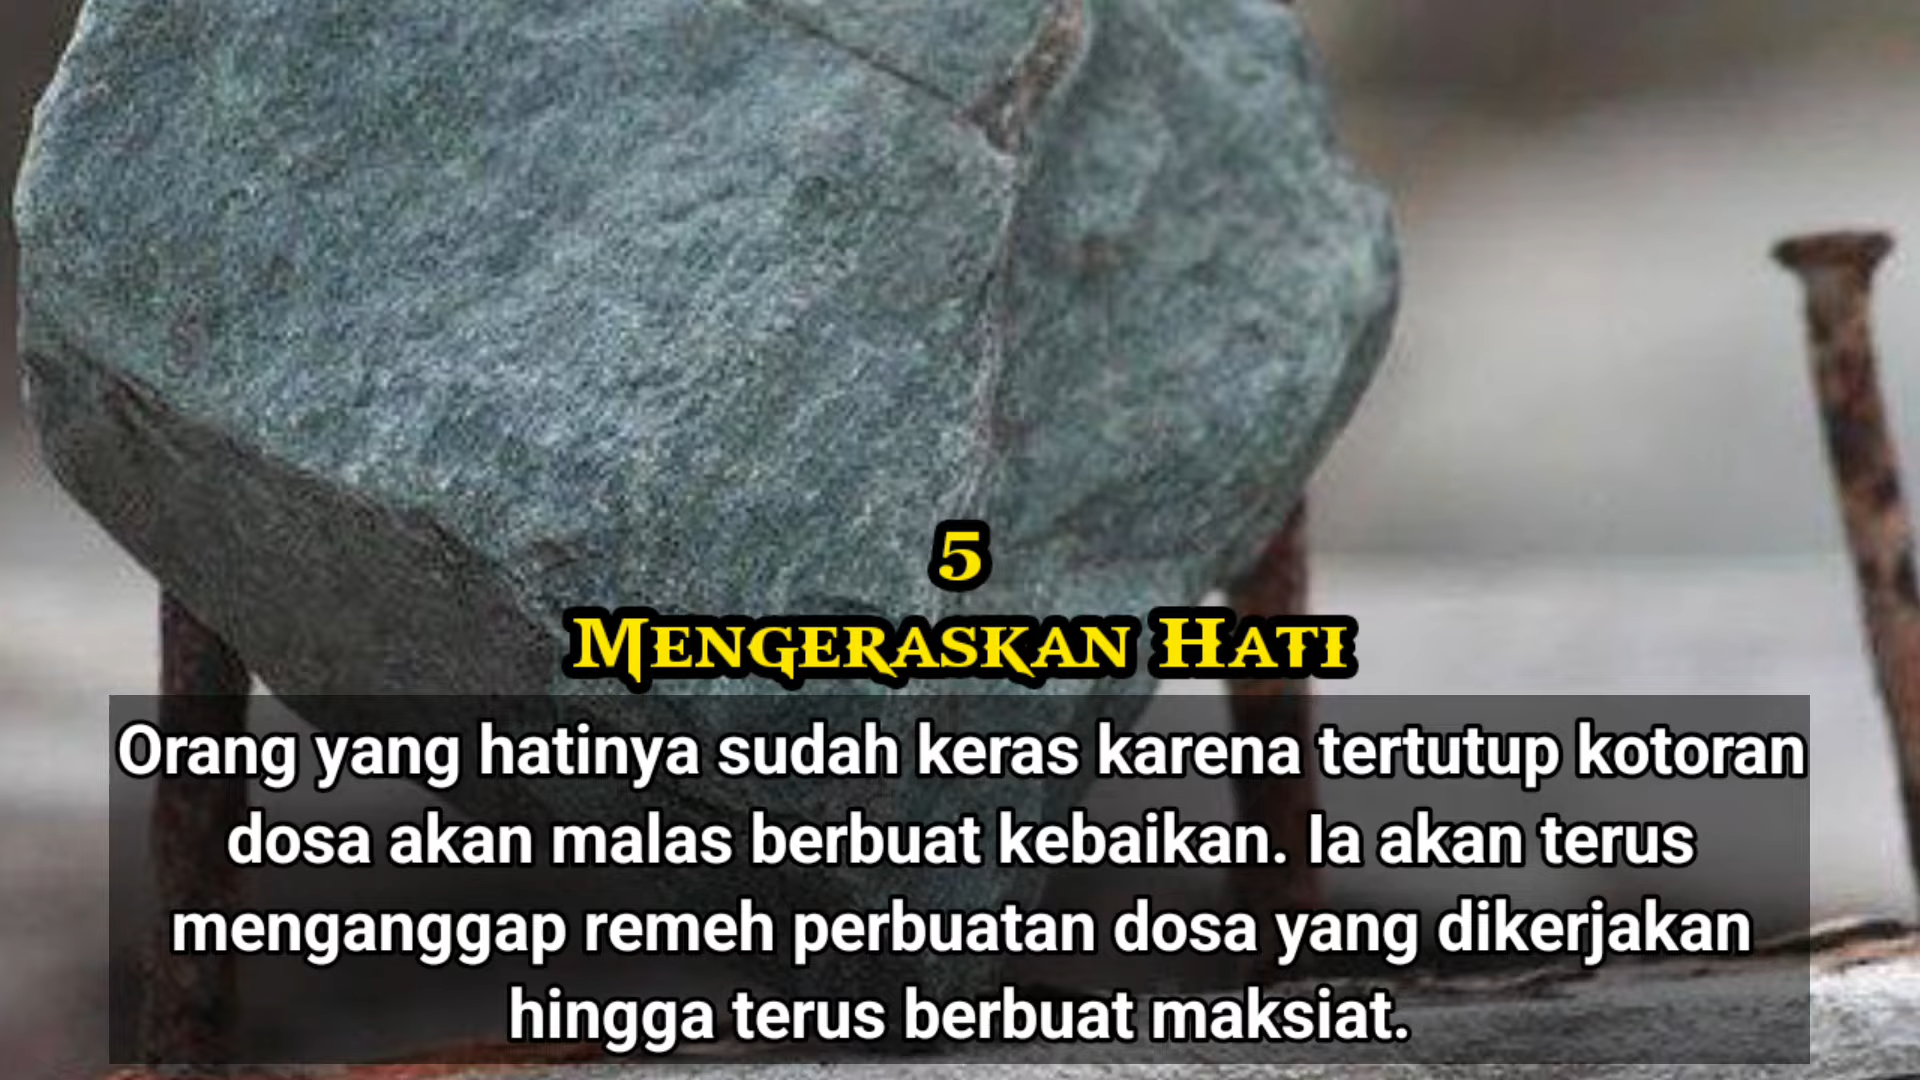 5
Mengeraskan Hati
Orang yang hatinya sudah keras karena tertutup kotoran
dosa akan malas berbuat kebaikan. Ia akan terus
menganggap remeh perbuatan dosa yang dikerjakan
hingga terus berbuat maksiat.